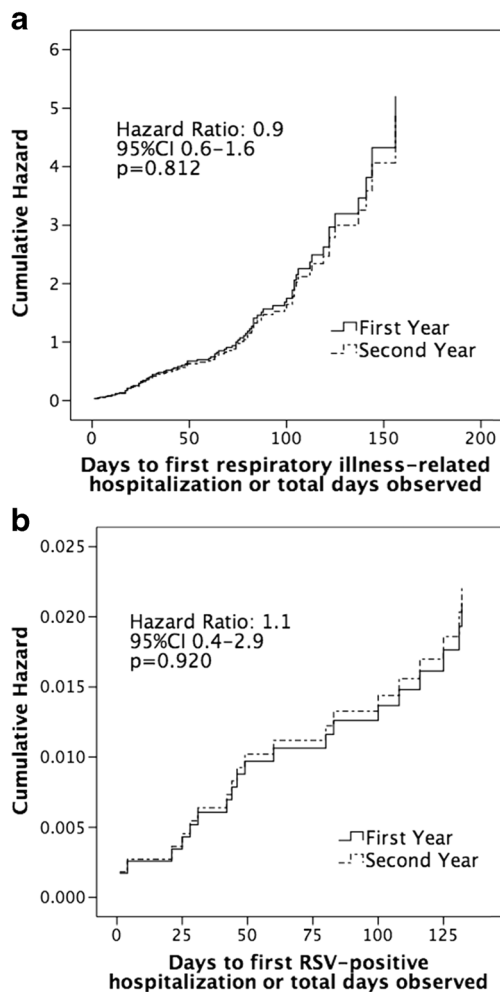 a
6
5
4
3
2
1
0
Cumulative Hazard
Hazard Ratio: 0.9
95%CI 0.6-1.6
p=0.812
First Year
Second Year
0 50 100 150 200
Days to first respiratory illness-related
hospitalization or total days observed
b
0.025
0.020
0.015
0.010
0.005
0.000
Cumulative Hazard
Hazard Ratio: 1.1
95%CI 0.4-2.9
p=0.920
First Year
Second Year
0 25 50 75 100 125
Days to first RSV-positive
hospitalization or total days observed